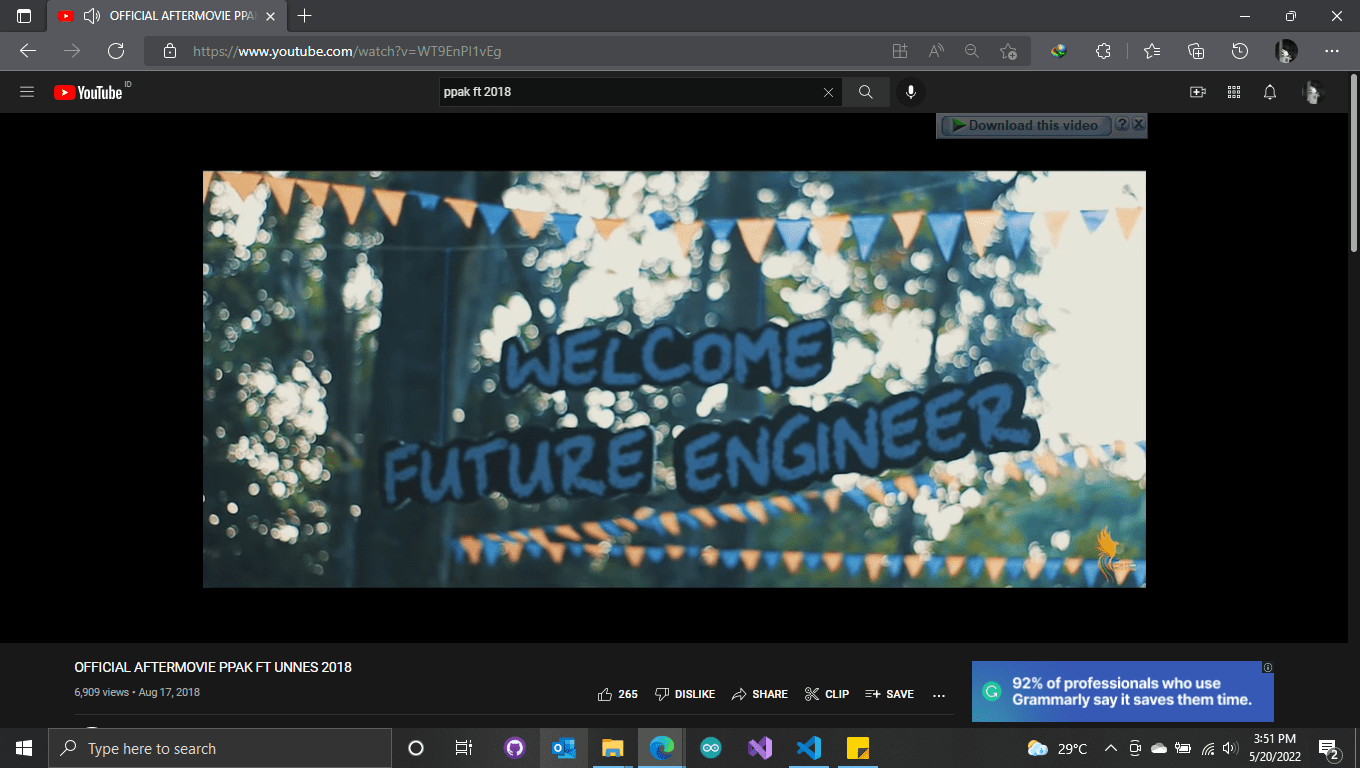 OFFICIAL AFTERMOVIE PPAK
https://www.youtube.com/watch?v=WT9EnPl1vEg
YouTube ID
ppak ft 2018
Download this video ? X
WELCOME
FUTURE ENGINEER
OFFICIAL AFTERMOVIE PPAK FT UNNES 2018
6,909 views • Aug 17, 2018
265 DISLIKE SHARE CLIP SAVE ...
92% of professionals who use
Grammarly say it saves them time.
Type here to search
29°C
3:51 PM
5/20/2022
2